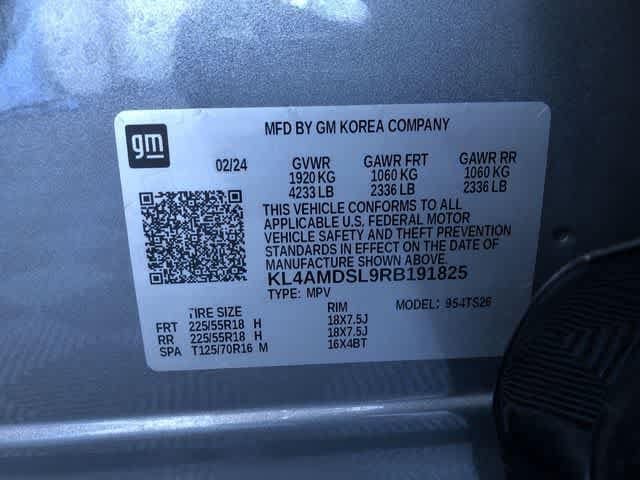 gm
MFD BY GM KOREA COMPANY
02/24 GVWR GAWR FRT GAWR RR
1920 KG 1060 KG 1060 KG
4233 LB 2336 LB 2336 LB
THIS VEHICLE CONFORMS TO ALL
APPLICABLE U.S. FEDERAL MOTOR
VEHICLE SAFETY AND THEFT PREVENTION
STANDARDS IN EFFECT ON THE DATE OF
MANUFACTURE SHOWN ABOVE.
KL4AMDSL9RB191825
TYPE: MPV MODEL: 954TS26
TIRE SIZE RIM
FRT 225/55R18 H 18X7.5J
RR 225/55R18 H 18X7.5J
SPA T125/70R16 M 16X4BT